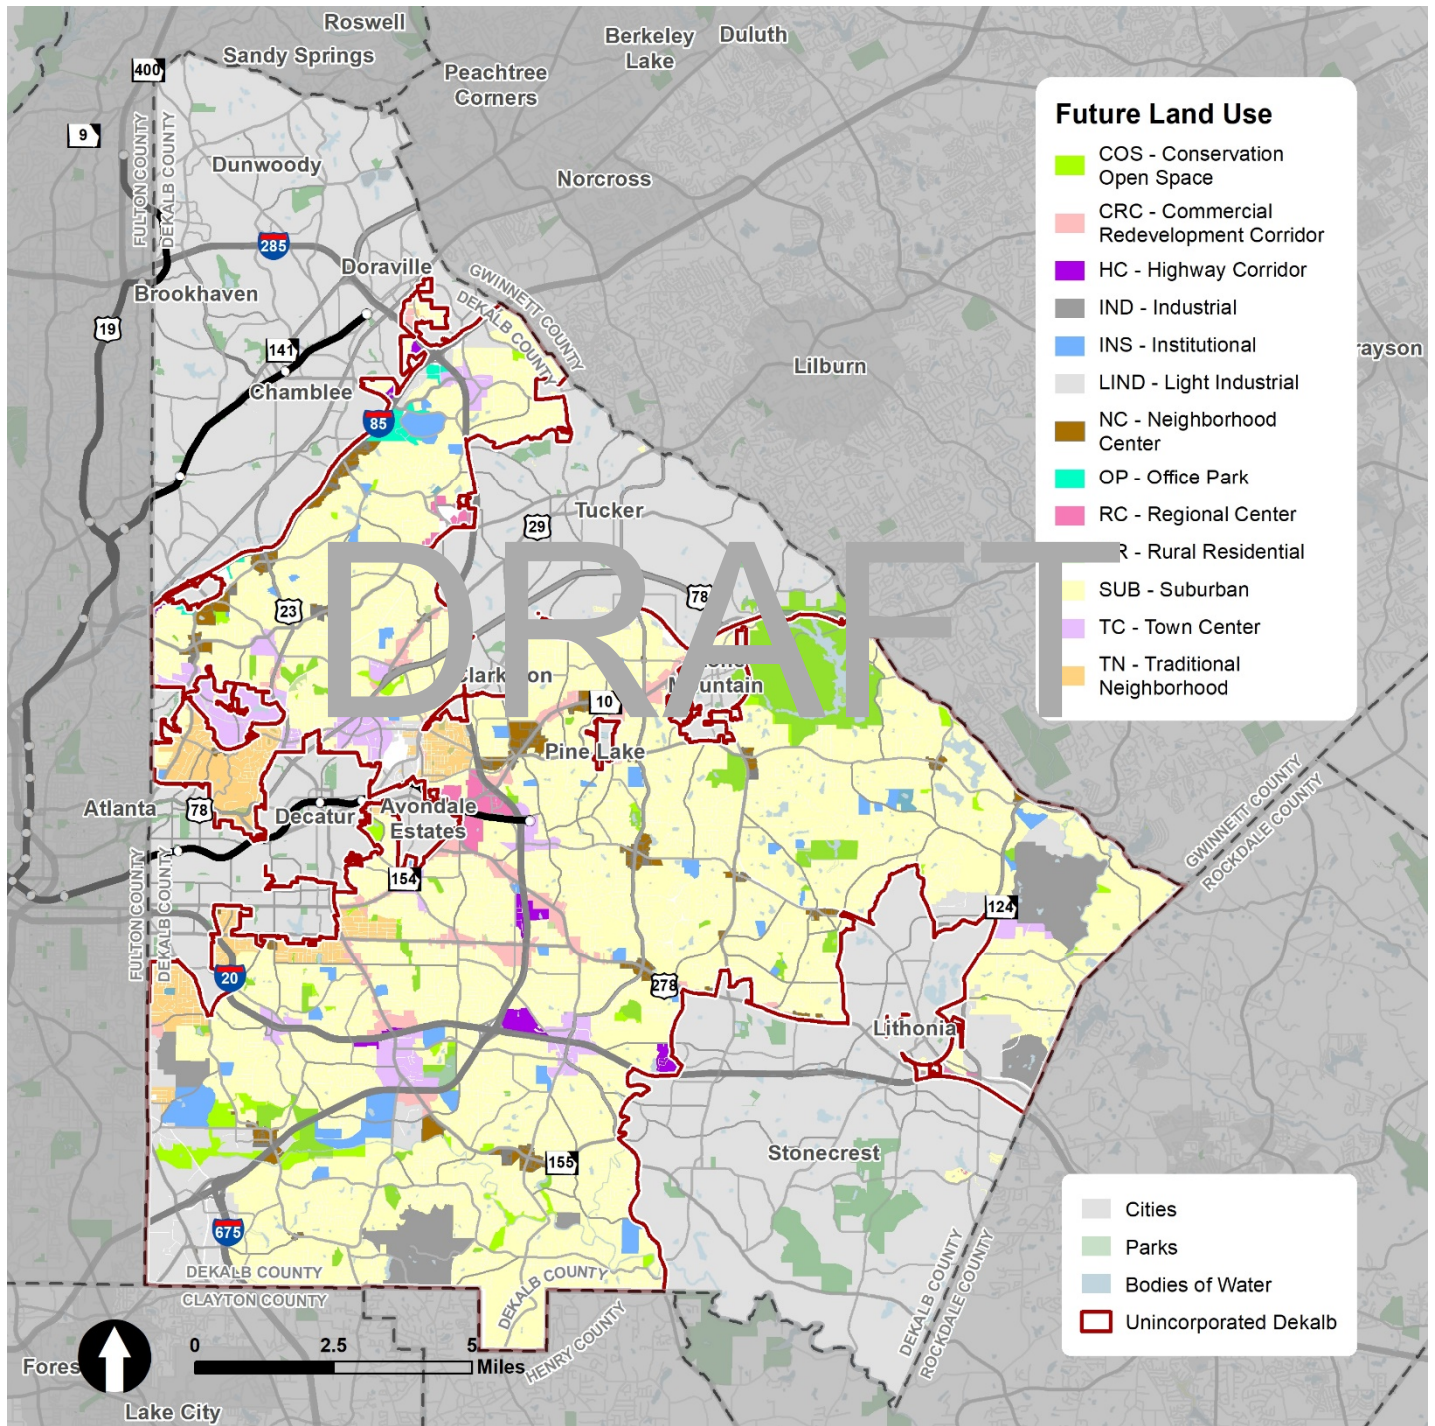 Roswell
Sandy Springs
Berkeley
Lake
Duluth
Peachtree
Corners
400
9
FULTON COUNTY
DEKALB COUNTY
Dunwoody
Norcross
285
Doraville
GWINNETT COUNTY
DEKALB COUNTY
Brookhaven
19
141
Chamblee
Lilburn
rayson
85
Tucker
29
78
23
DRAFT
10
Pine Lake
Atlanta
78
Decatur
Avondale
Estates
154
124
FULTON COUNTY
DEKALB COUNTY
20
278
Lithonia
GWINNETT COUNTY
ROCKDALE COUNTY
Stonecrest
155
675
DEKALB COUNTY
CLAYTON COUNTY
DEKALB COUNTY
HENRY COUNTY
DEKALB COUNTY
ROCKDALE COUNTY
0
2.5
5
Miles
Fores
Lake City
Future Land Use
COS - Conservation
Open Space
CRC - Commercial
Redevelopment Corridor
HC - Highway Corridor
IND - Industrial
INS - Institutional
LIND - Light Industrial
NC - Neighborhood
Center
OP - Office Park
RC - Regional Center
R - Rural Residential
SUB - Suburban
TC - Town Center
TN - Traditional
Neighborhood
Cities
Parks
Bodies of Water
Unincorporated Dekalb